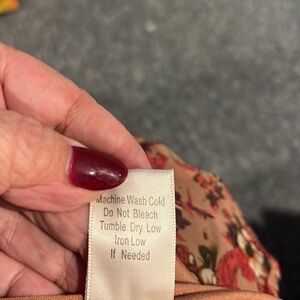 Machine Wash Cold
Do Not Bleach
Tumble Dry Low
Iron Low
If Needed